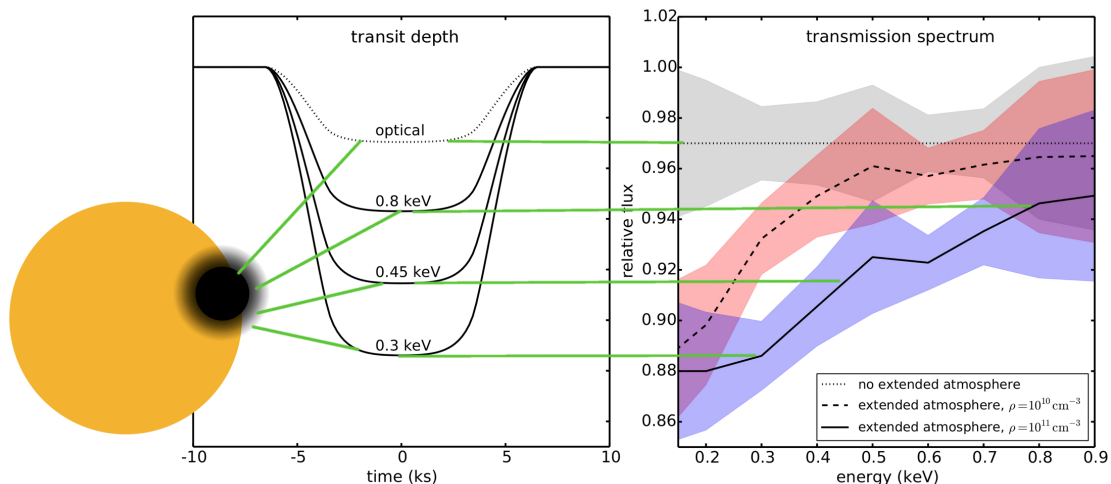 transit depth
optical
0.8 keV
0.45 keV
0.3 keV
-10
-5
0
5
10
time (ks)
transmission spectrum
1.02
1.00
0.98
0.96
0.94
0.92
0.90
0.88
0.86
relative flux
no extended atmosphere
extended atmosphere, ρ=10¹⁰ cm⁻³
extended atmosphere, ρ=10¹¹ cm⁻³
0.2
0.3
0.4
0.5
0.6
0.7
0.8
0.9
energy (keV)